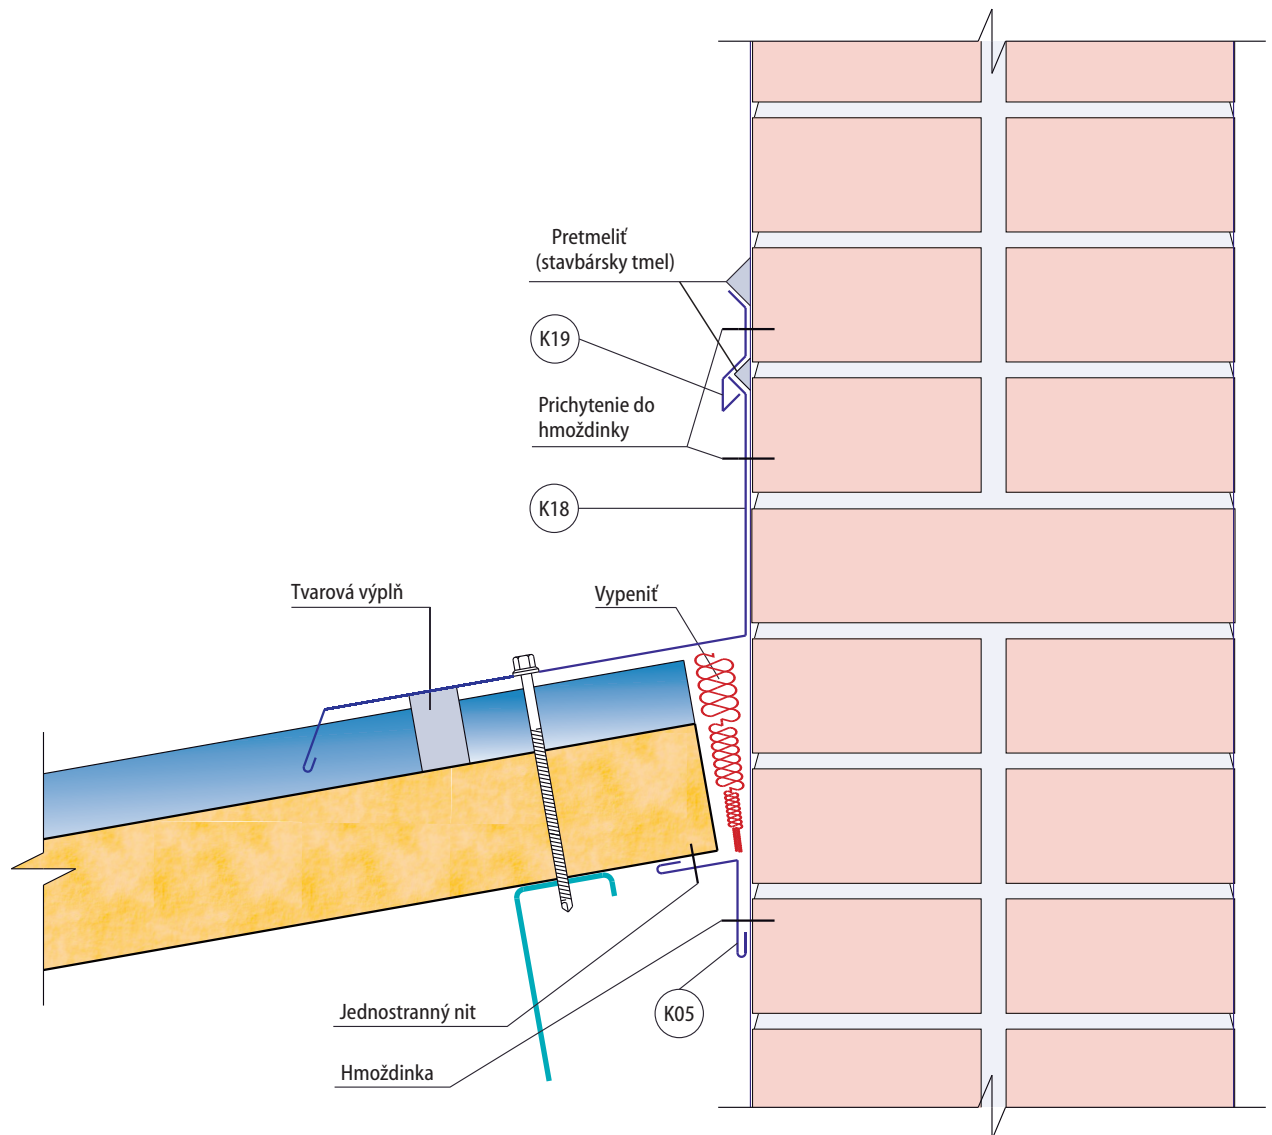 Pretmeliť
(stavbársky tmel)
K19
Prichytenie do
hmoždinky
K18
Tvarová výplň
Vypeniť
Jednostranný nit
K05
Hmoždinka